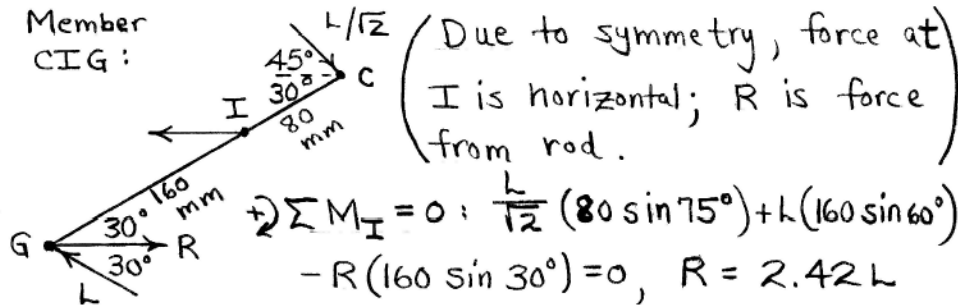 Member
CIG :
L/√2
45°
30°
C
I
80
mm
160
mm
30°
G
R
30°
L
(Due to symmetry, force at
I is horizontal; R is force
from rod.)
+⤸ΣM_I = 0 : L/√2 (80 sin 75°) + L(160 sin 60°)
− R(160 sin 30°) = 0, R = 2.42 L